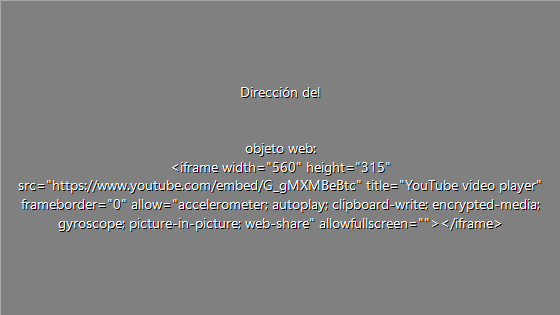 Dirección del
objeto web:
<iframe width="560" height="315"
src="https://www.youtube.com/embed/G_gMXMBeBtc" title="YouTube video player"
frameborder="0" allow="accelerometer; autoplay; clipboard-write; encrypted-media;
gyroscope; picture-in-picture; web-share" allowfullscreen=""></iframe>